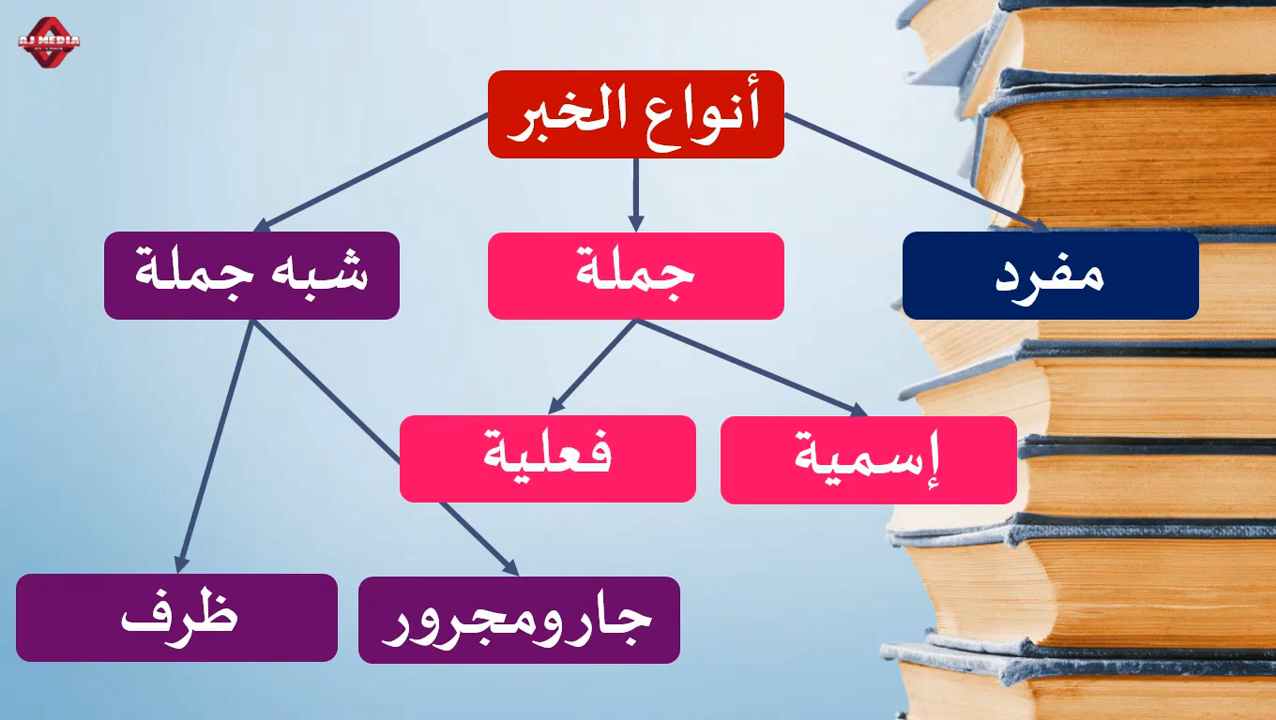 AJ MEDIA
أنواع الخبر
مفرد
جملة
شبه جملة
إسمية
فعلية
جارومجرور
ظرف